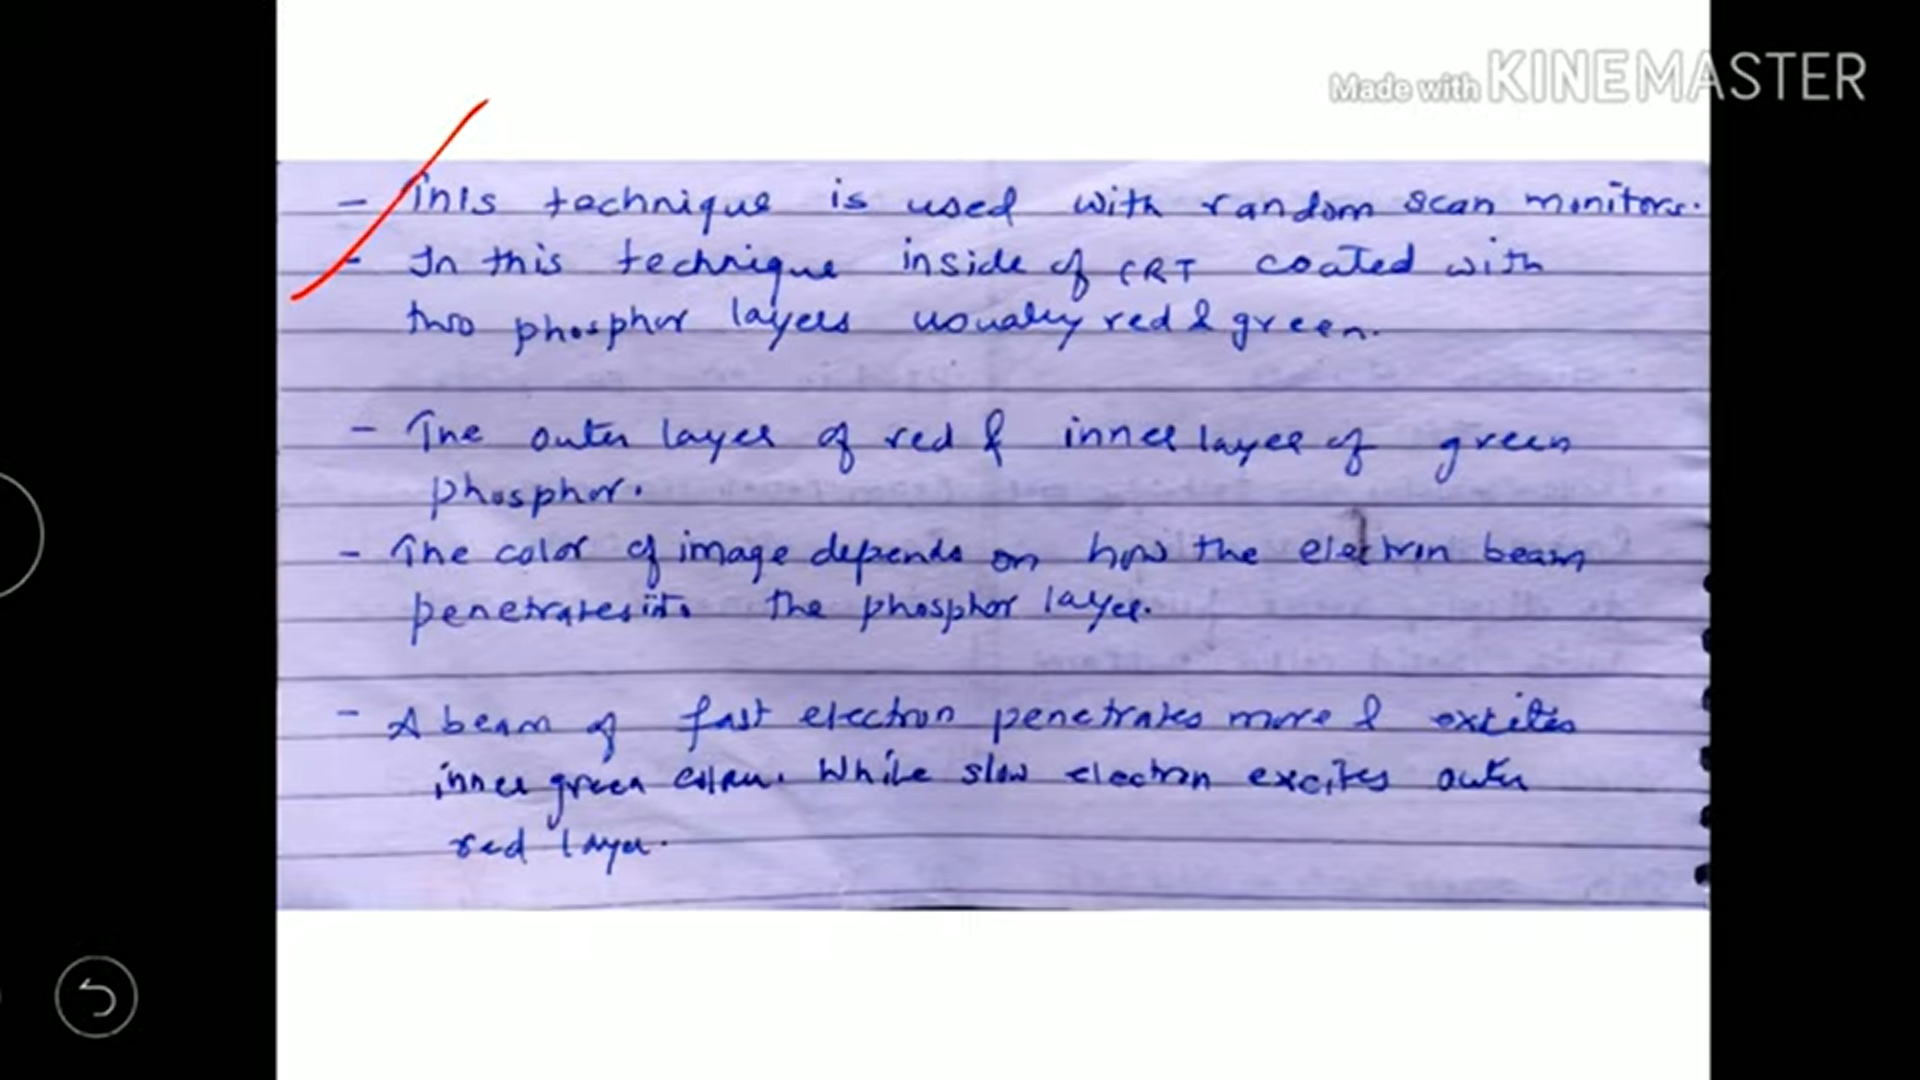 Made with KINEMASTER
- This technique is used with random scan monitors.
- In this technique inside of CRT coated with
two phosphor layers usually red & green.
- The outer layer of red & inner layer of green
phosphor.
- The color of image depends on how the electron beam
penetrates into the phosphor layer.
- A beam of fast electron penetrates more & excites
inner green colour. While slow electron excites outer
red layer.